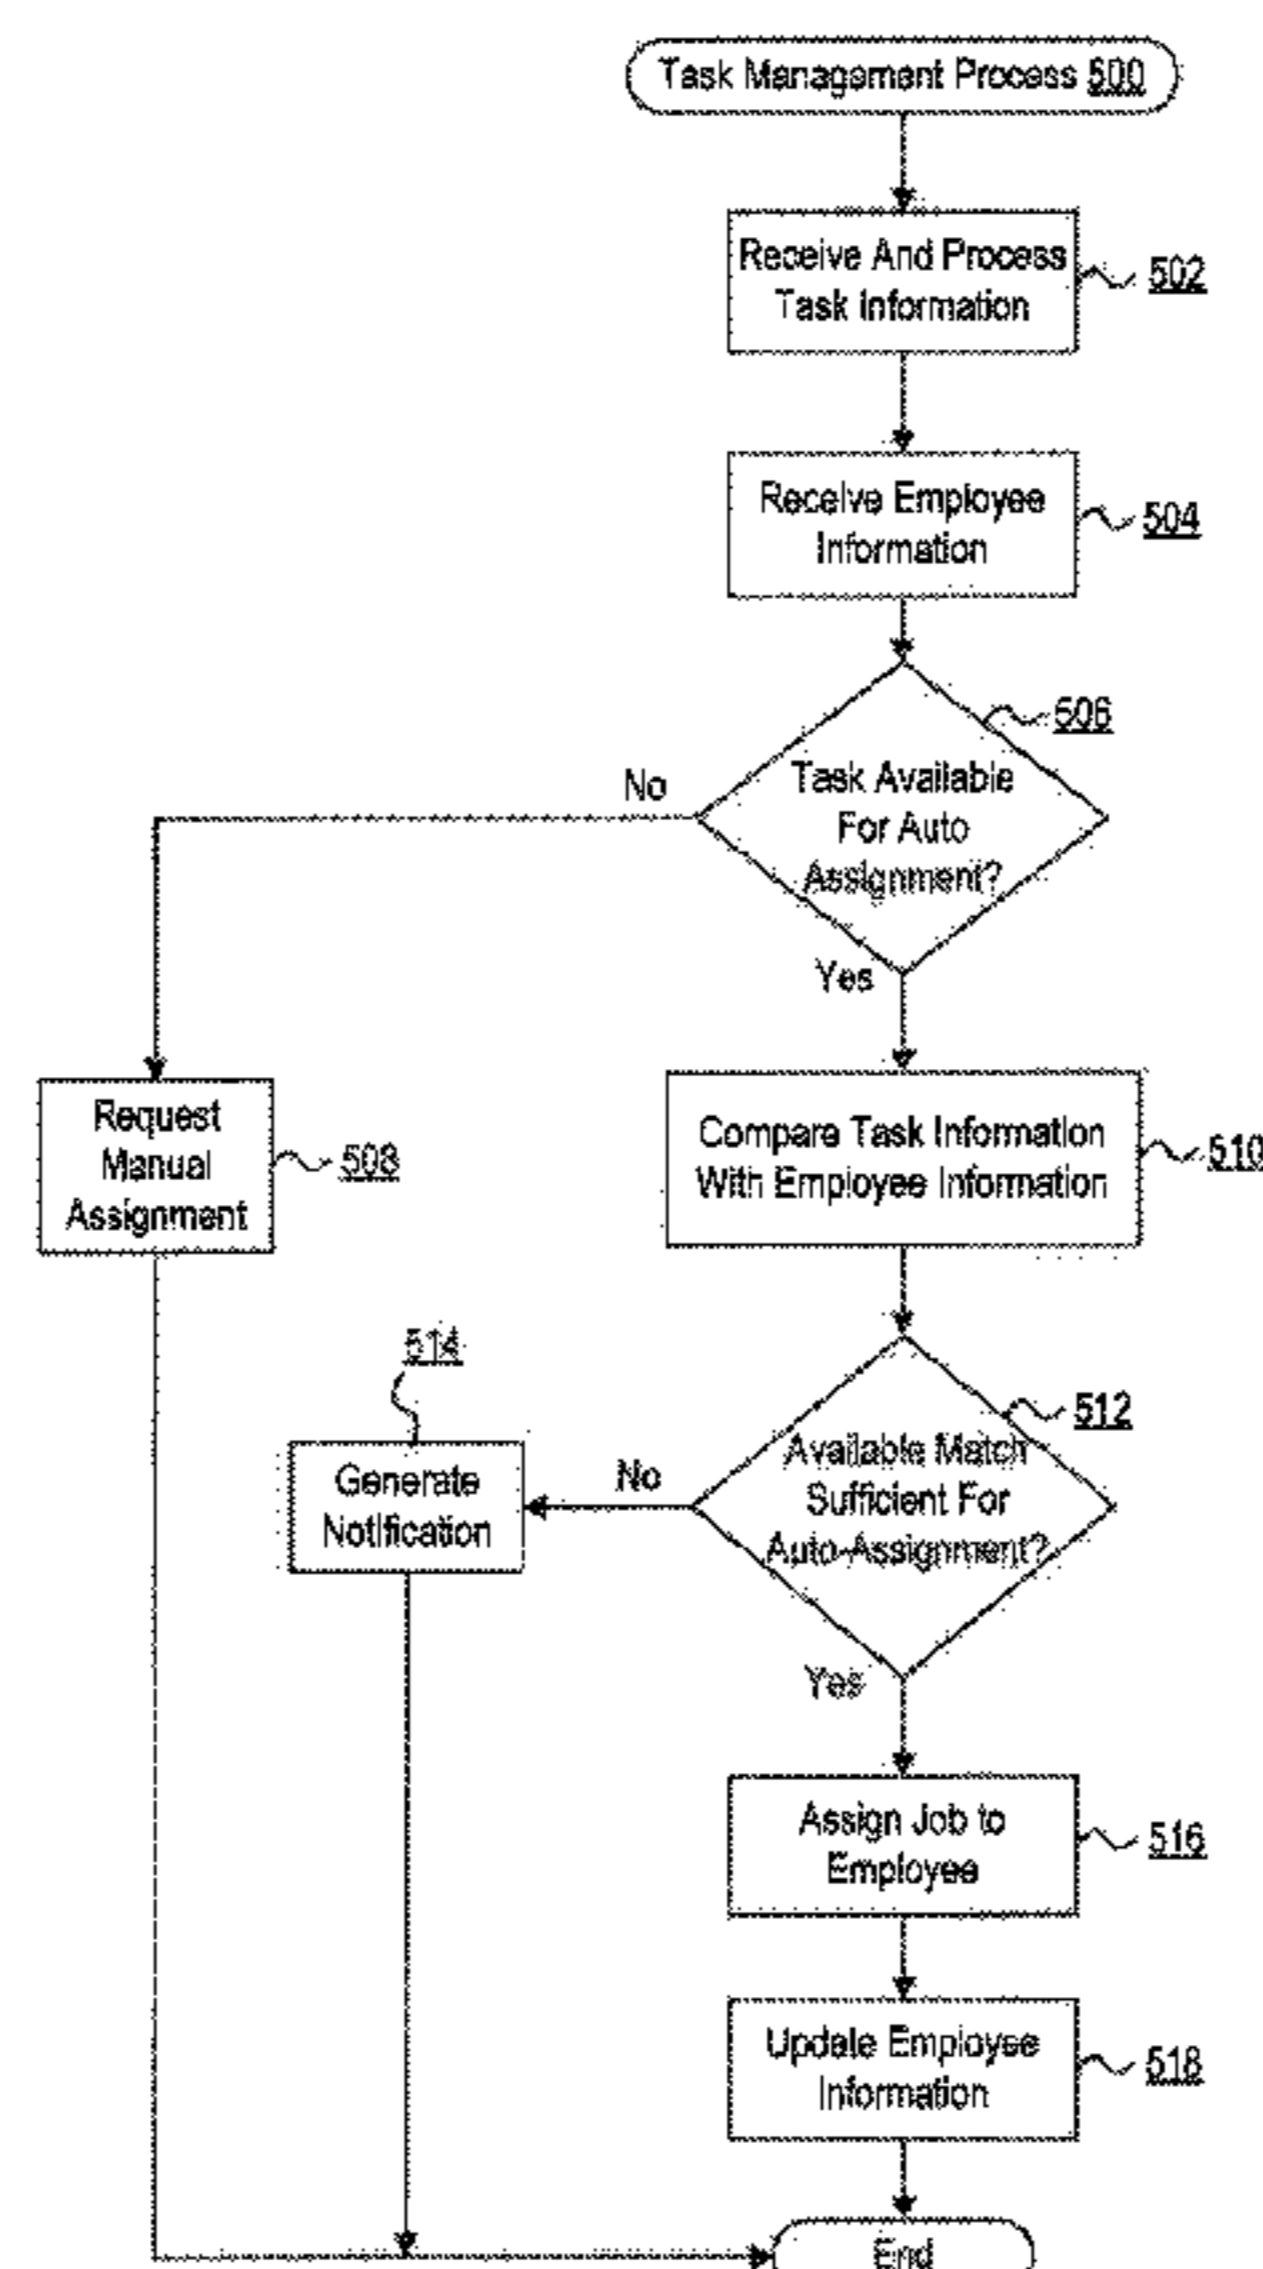 Task Management Process 500
Receive And Process
Task Information
502
Receive Employee
Information
504
506
Task Available
For Auto
Assignment?
No
Yes
Request
Manual
Assignment
508
Compare Task Information
With Employee Information
510
514
Generate
Notification
No
512
Available Match
Sufficient For
Auto-Assignment?
Yes
Assign Job to
Employee
516
Update Employee
Information
518
End